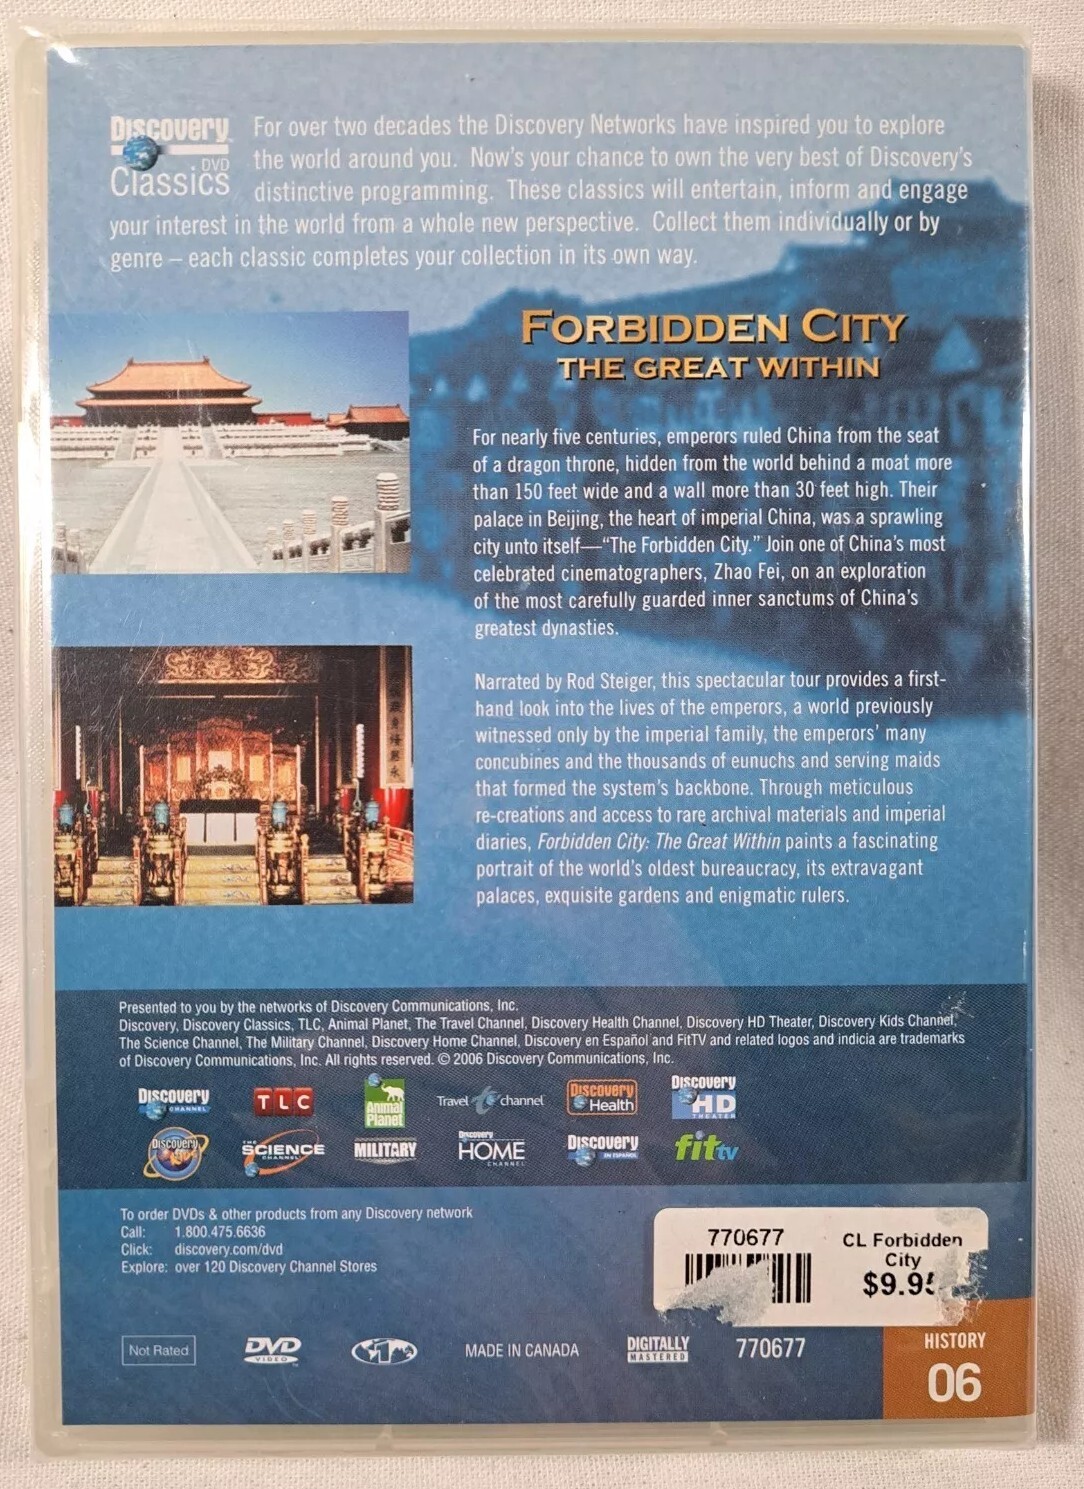 Discovery
DVD
Classics
For over two decades the Discovery Networks have inspired you to explore
the world around you. Now's your chance to own the very best of Discovery's
distinctive programming. These classics will entertain, inform and engage
your interest in the world from a whole new perspective. Collect them individually or by
genre – each classic completes your collection in its own way.
FORBIDDEN CITY
THE GREAT WITHIN
For nearly five centuries, emperors ruled China from the seat
of a dragon throne, hidden from the world behind a moat more
than 150 feet wide and a wall more than 30 feet high. Their
palace in Beijing, the heart of imperial China, was a sprawling
city unto itself—“The Forbidden City.” Join one of China's most
celebrated cinematographers, Zhao Fei, on an exploration
of the most carefully guarded inner sanctums of China's
greatest dynasties.
Narrated by Rod Steiger, this spectacular tour provides a first-
hand look into the lives of the emperors, a world previously
witnessed only by the imperial family, the emperors' many
concubines and the thousands of eunuchs and serving maids
that formed the system's backbone. Through meticulous
re-creations and access to rare archival materials and imperial
diaries, Forbidden City: The Great Within paints a fascinating
portrait of the world's oldest bureaucracy, its extravagant
palaces, exquisite gardens and enigmatic rulers.
Presented to you by the networks of Discovery Communications, Inc.
Discovery, Discovery Classics, TLC, Animal Planet, The Travel Channel, Discovery Health Channel, Discovery HD Theater, Discovery Kids Channel,
The Science Channel, The Military Channel, Discovery Home Channel, Discovery en Español and FitTV and related logos and indicia are trademarks
of Discovery Communications, Inc. All rights reserved. © 2006 Discovery Communications, Inc.
Discovery CHANNEL
TLC
Animal Planet
Travel channel
Discovery Health
Discovery HD THEATER
Discovery Kids
THE SCIENCE CHANNEL
MILITARY
Discovery HOME CHANNEL
Discovery EN ESPAÑOL
fittv
To order DVDs & other products from any Discovery network
Call: 1.800.475.6636
Click: discovery.com/dvd
Explore: over 120 Discovery Channel Stores
770677
CL Forbidden
City
$9.95
Not Rated
DVD VIDEO
MADE IN CANADA
DIGITALLY MASTERED
770677
HISTORY
06